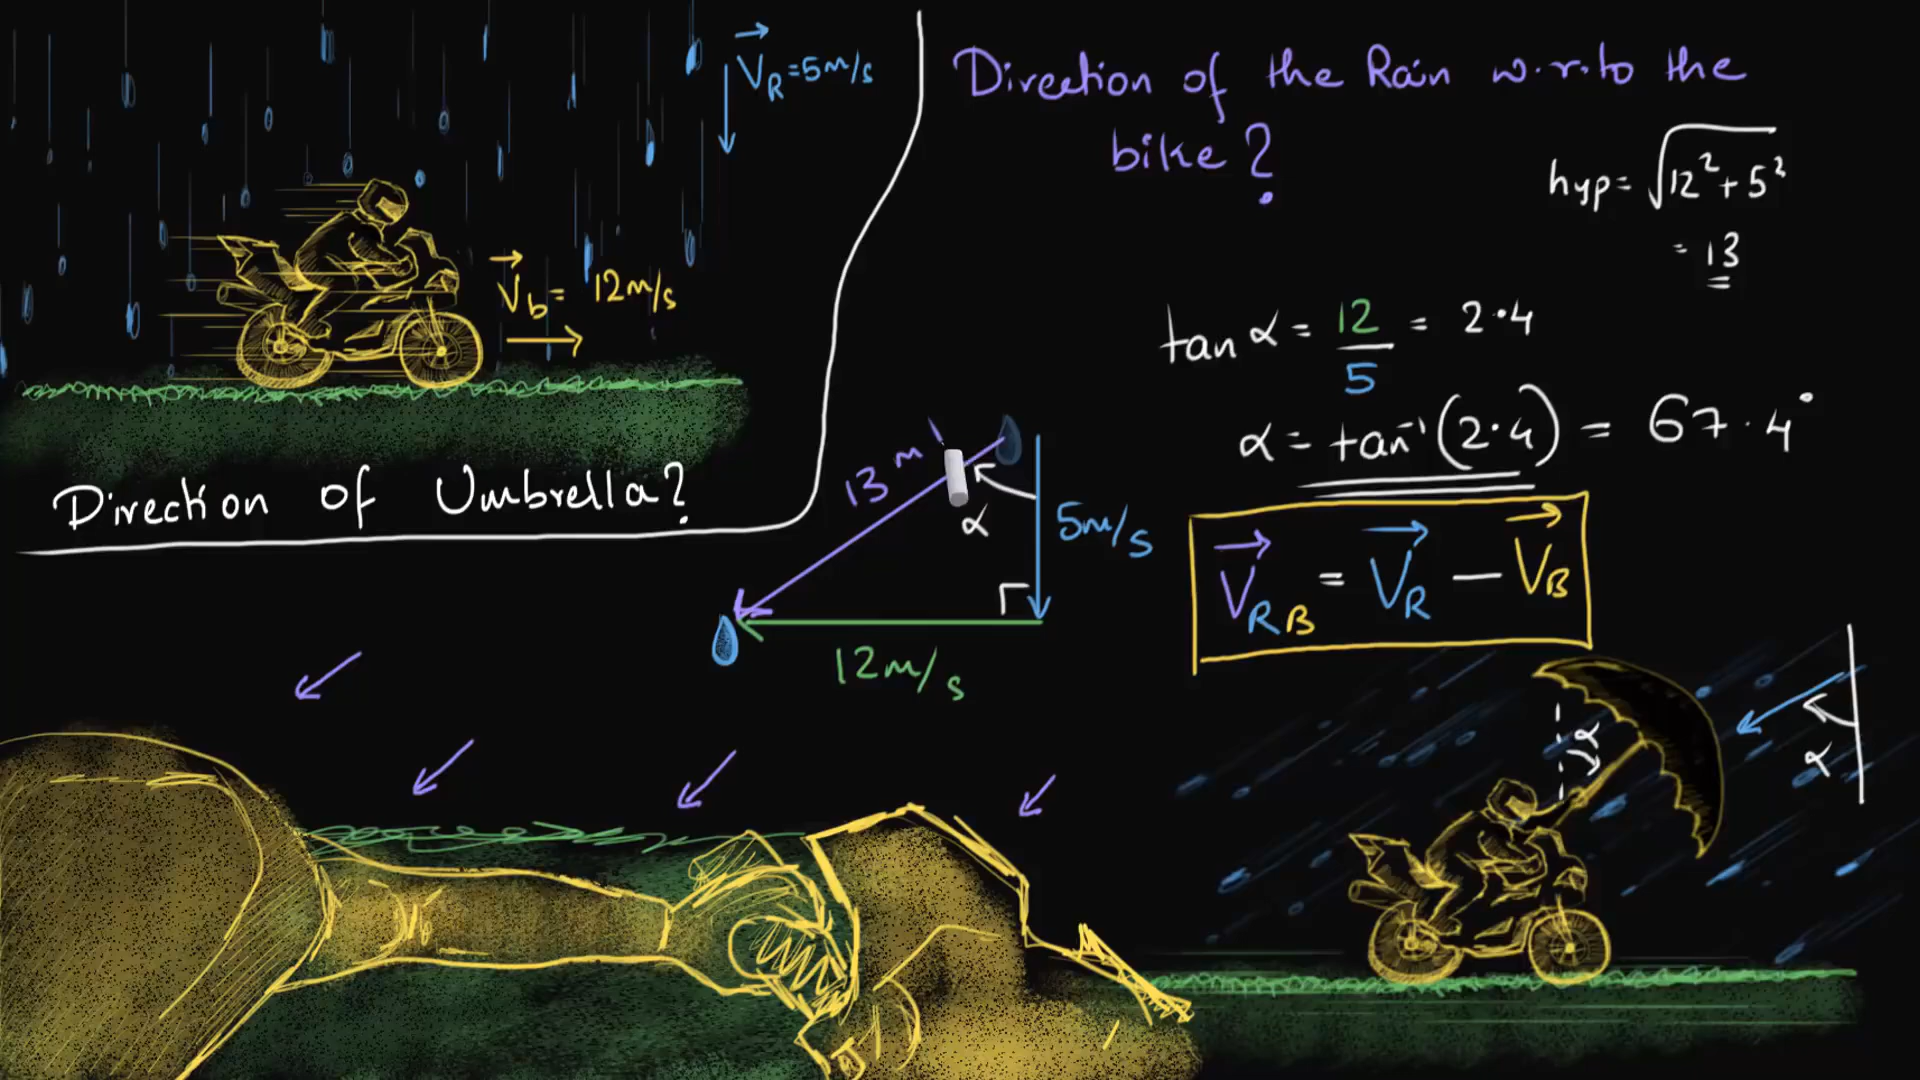 V_R = 5m/s
V_b = 12m/s
Direction of Umbrella?
Direction of the Rain w.r.to the
bike?
hyp = √12² + 5²
= 13
tan α = 12/5 = 2.4
α = tan⁻¹(2.4) = 67.4°
V_RB = V_R − V_B
13 m
α
5m/s
12m/s
α
α